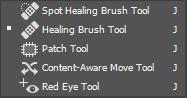 Spot Healing Brush Tool J
Healing Brush Tool J
Patch Tool J
Content-Aware Move Tool J
Red Eye Tool J